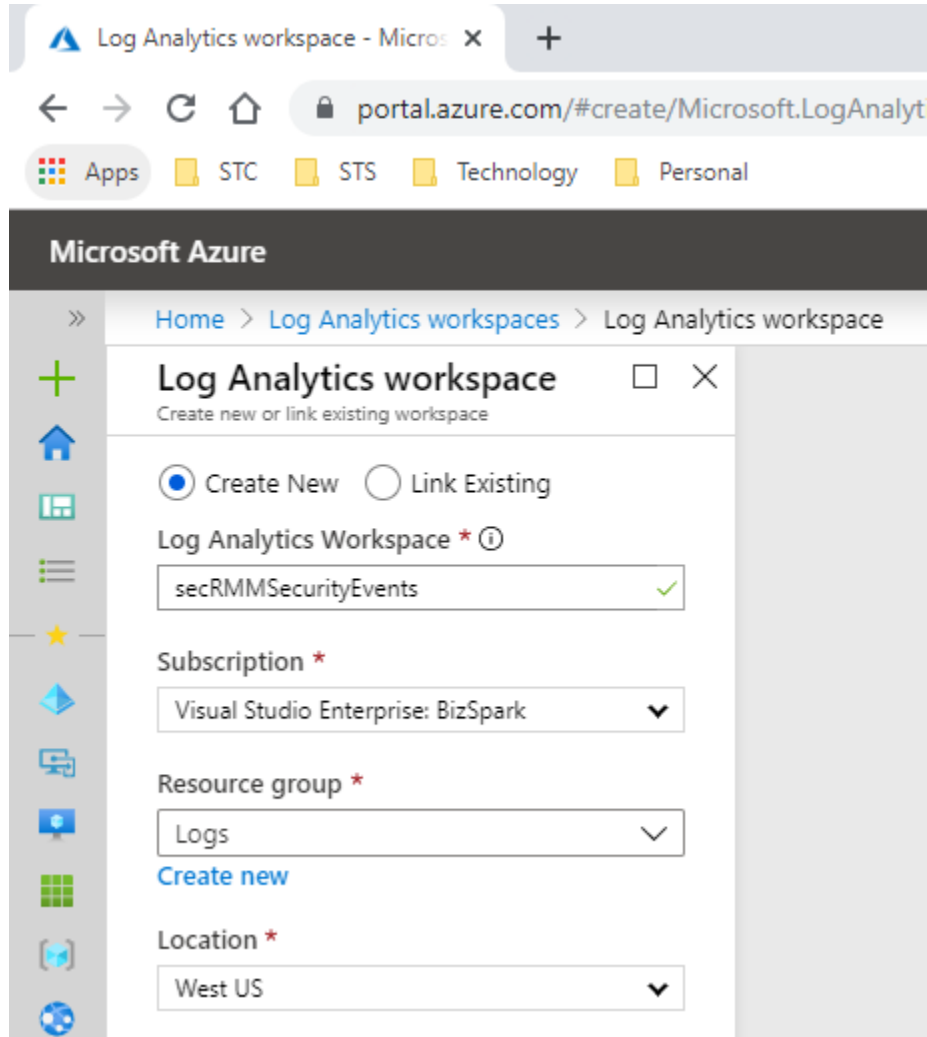 Log Analytics workspace - Micros
portal.azure.com/#create/Microsoft.LogAnalyt
Apps STC STS Technology Personal
Microsoft Azure
Home > Log Analytics workspaces > Log Analytics workspace
Log Analytics workspace
Create new or link existing workspace
Create New Link Existing
Log Analytics Workspace *
secRMMSecurityEvents
Subscription *
Visual Studio Enterprise: BizSpark
Resource group *
Logs
Create new
Location *
West US